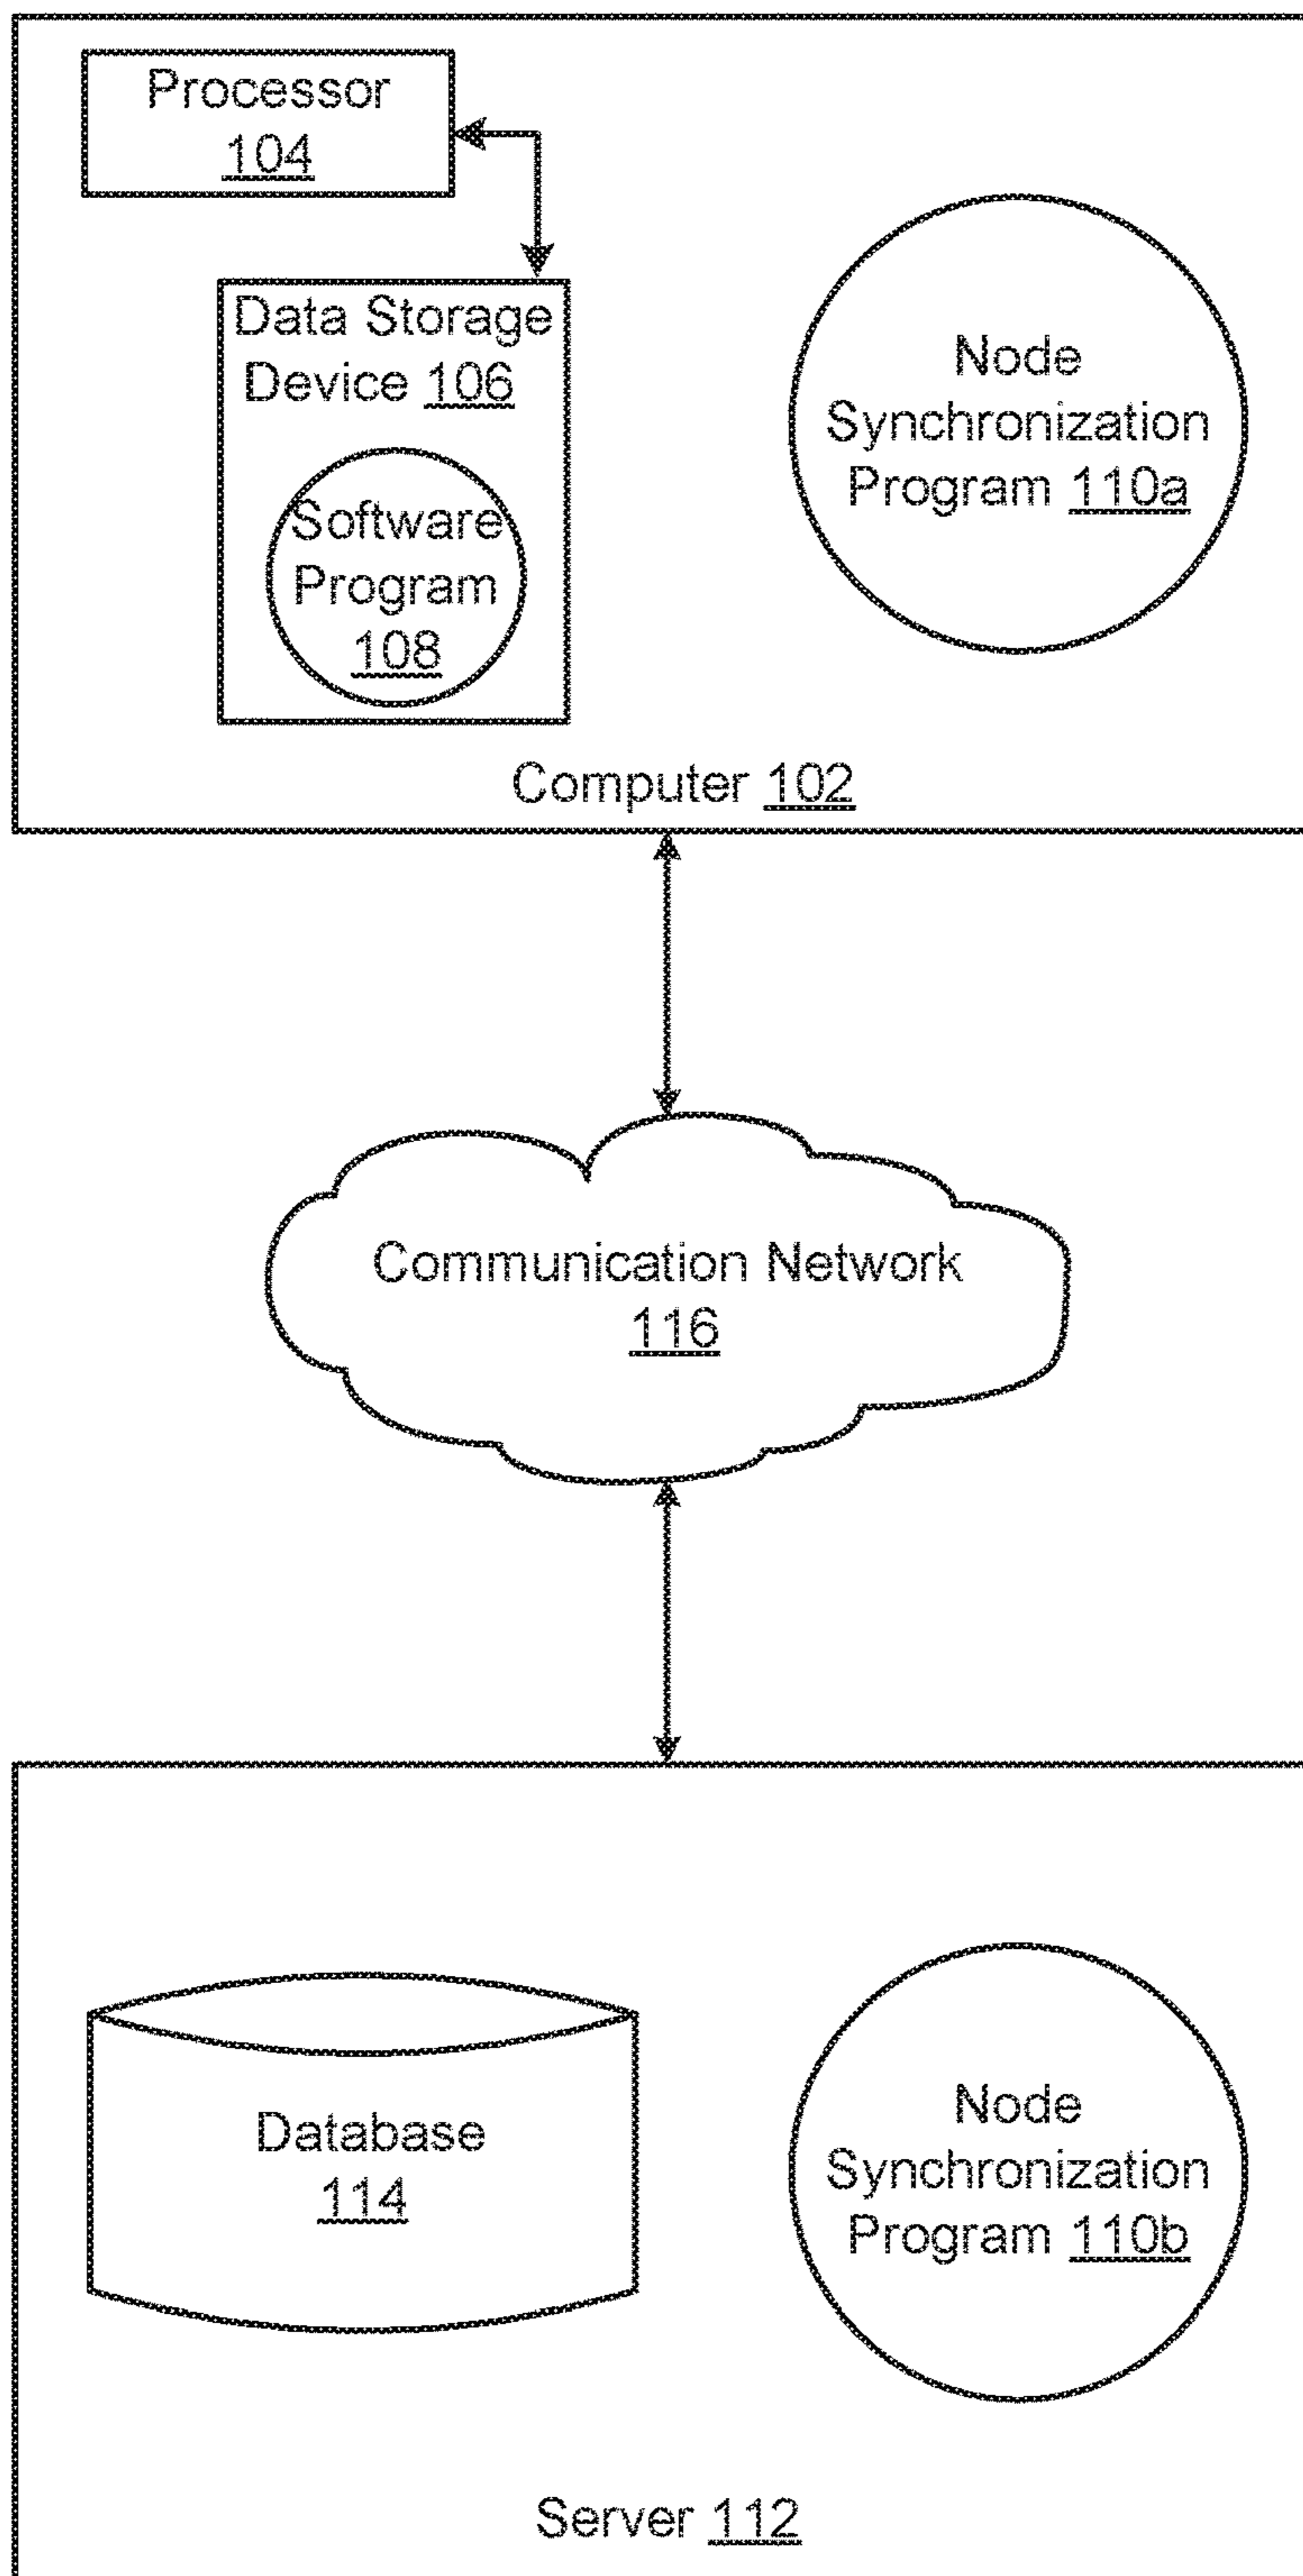 Processor
104
Data Storage
Device 106
Software
Program
108
Node
Synchronization
Program 110a
Computer 102
Communication Network
116
Database
114
Node
Synchronization
Program 110b
Server 112